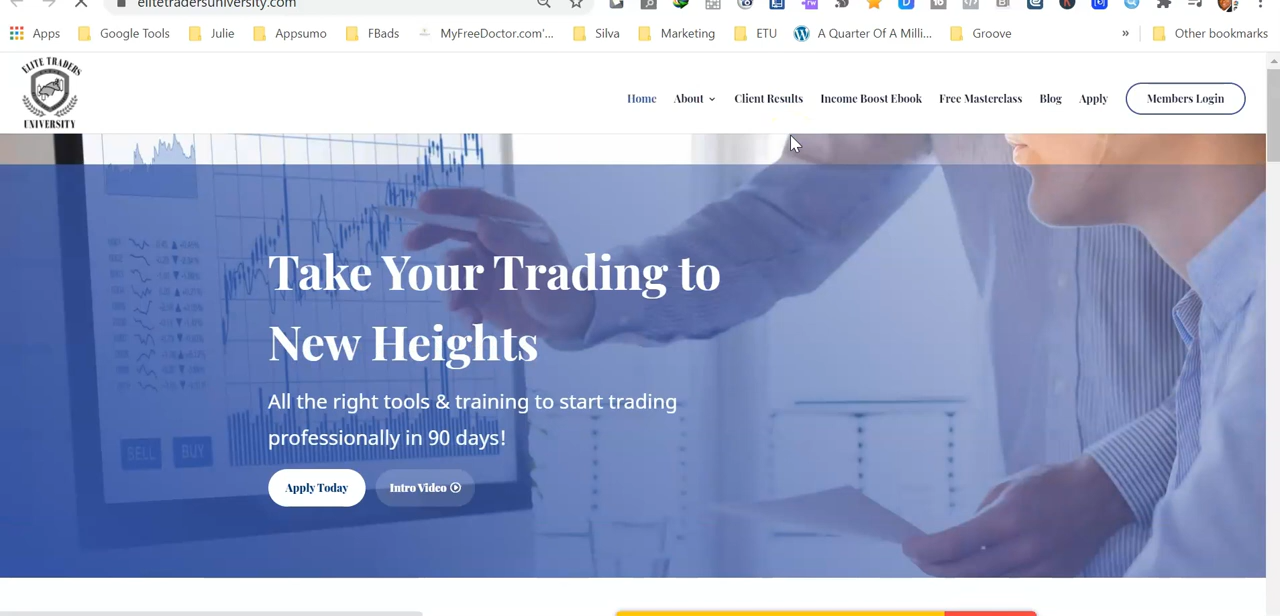 elitetradersuniversity.com
Apps
Google Tools
Julie
Appsumo
FBads
MyFreeDoctor.com'...
Silva
Marketing
ETU
A Quarter Of A Milli...
Groove
»
Other bookmarks
ELITE TRADERS
UNIVERSITY
Home
About
Client Results
Income Boost Ebook
Free Masterclass
Blog
Apply
Members Login
Take Your Trading to
New Heights
All the right tools & training to start trading
professionally in 90 days!
SELL
BUY
Apply Today
Intro Video